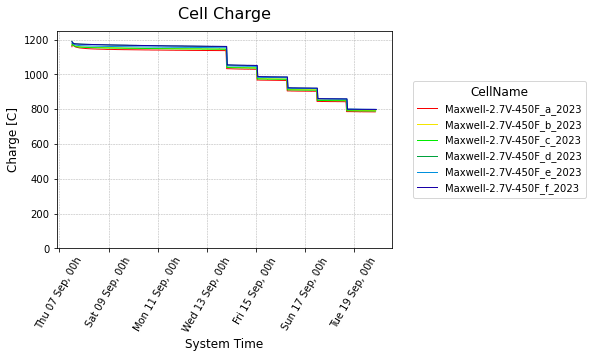 Cell Charge
Charge [C]
1200
1000
800
600
400
200
0
Thu 07 Sep, 00h
Sat 09 Sep, 00h
Mon 11 Sep, 00h
Wed 13 Sep, 00h
Fri 15 Sep, 00h
Sun 17 Sep, 00h
Tue 19 Sep, 00h
System Time
CellName
Maxwell-2.7V-450F_a_2023
Maxwell-2.7V-450F_b_2023
Maxwell-2.7V-450F_c_2023
Maxwell-2.7V-450F_d_2023
Maxwell-2.7V-450F_e_2023
Maxwell-2.7V-450F_f_2023